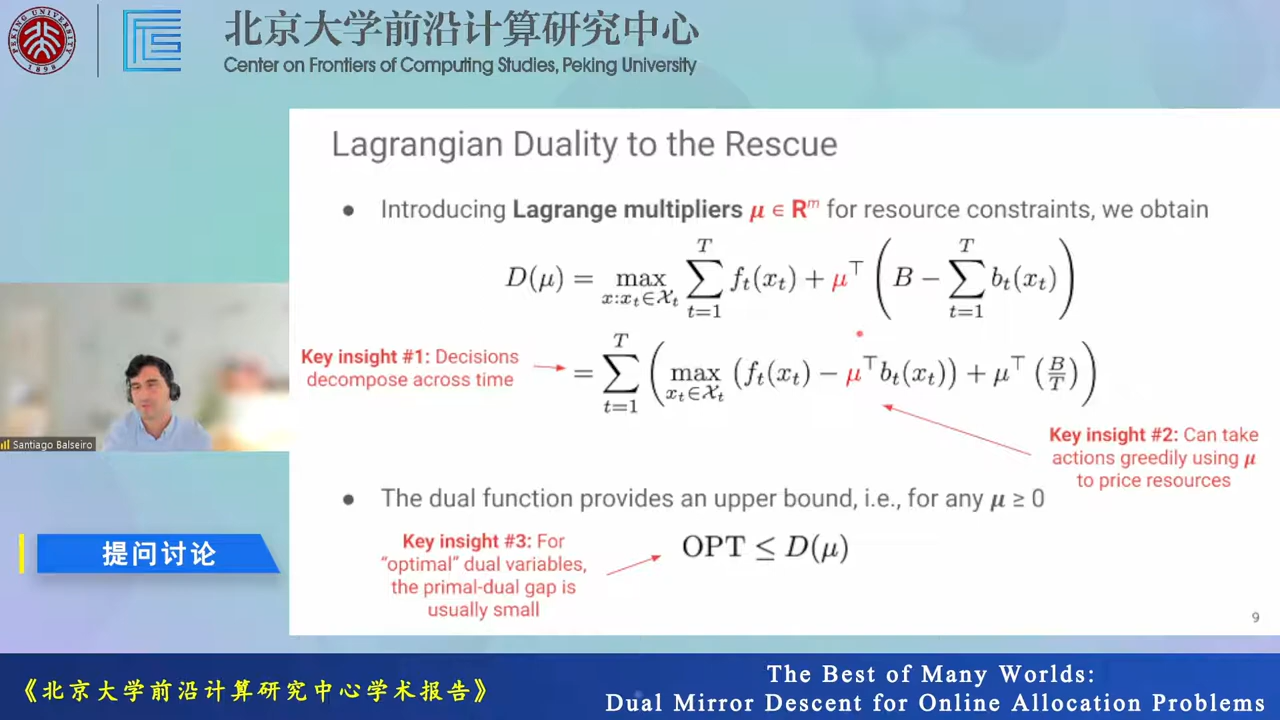 PEKING UNIVERSITY
1898
北京大学前沿计算研究中心
Center on Frontiers of Computing Studies, Peking University
Lagrangian Duality to the Rescue
● Introducing Lagrange multipliers μ ∈ R^m for resource constraints, we obtain
D(μ) = max_{x:x_t∈𝒳_t} ∑_{t=1}^{T} f_t(x_t) + μ^⊤ (B − ∑_{t=1}^{T} b_t(x_t))
Key insight #1: Decisions
decompose across time
= ∑_{t=1}^{T} (max_{x_t∈𝒳_t} (f_t(x_t) − μ^⊤ b_t(x_t)) + μ^⊤ (B/T))
Key insight #2: Can take
actions greedily using μ
to price resources
● The dual function provides an upper bound, i.e., for any μ ≥ 0
Key insight #3: For
“optimal” dual variables,
the primal-dual gap is
usually small
OPT ≤ D(μ)
9
Santiago Balseiro
提问讨论
《北京大学前沿计算研究中心学术报告》
The Best of Many Worlds:
Dual Mirror Descent for Online Allocation Problems